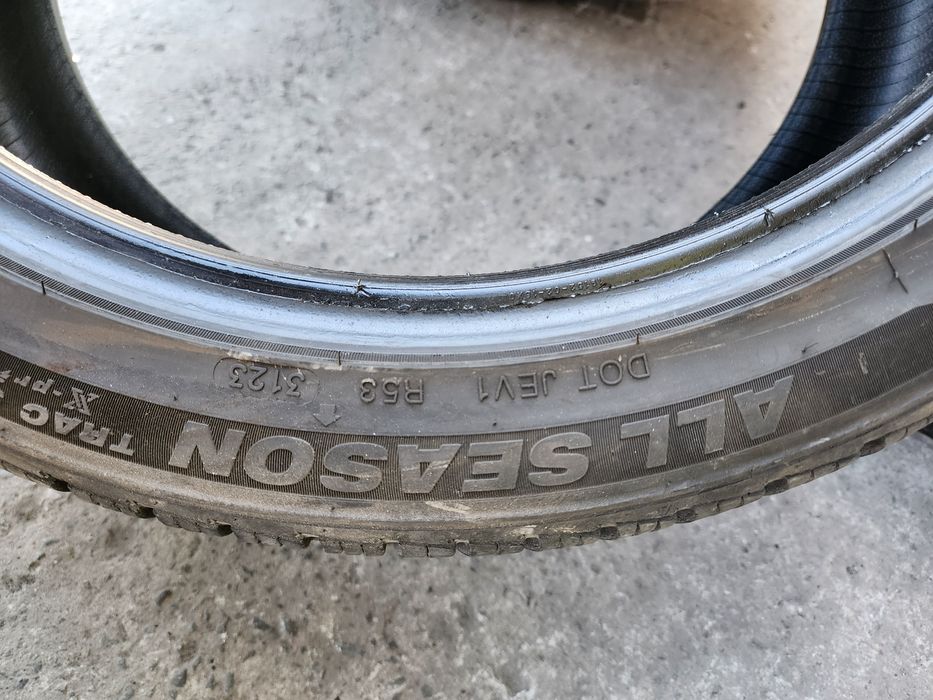 DOT JEV1 R53 3123
ALL SEASON
TRAC